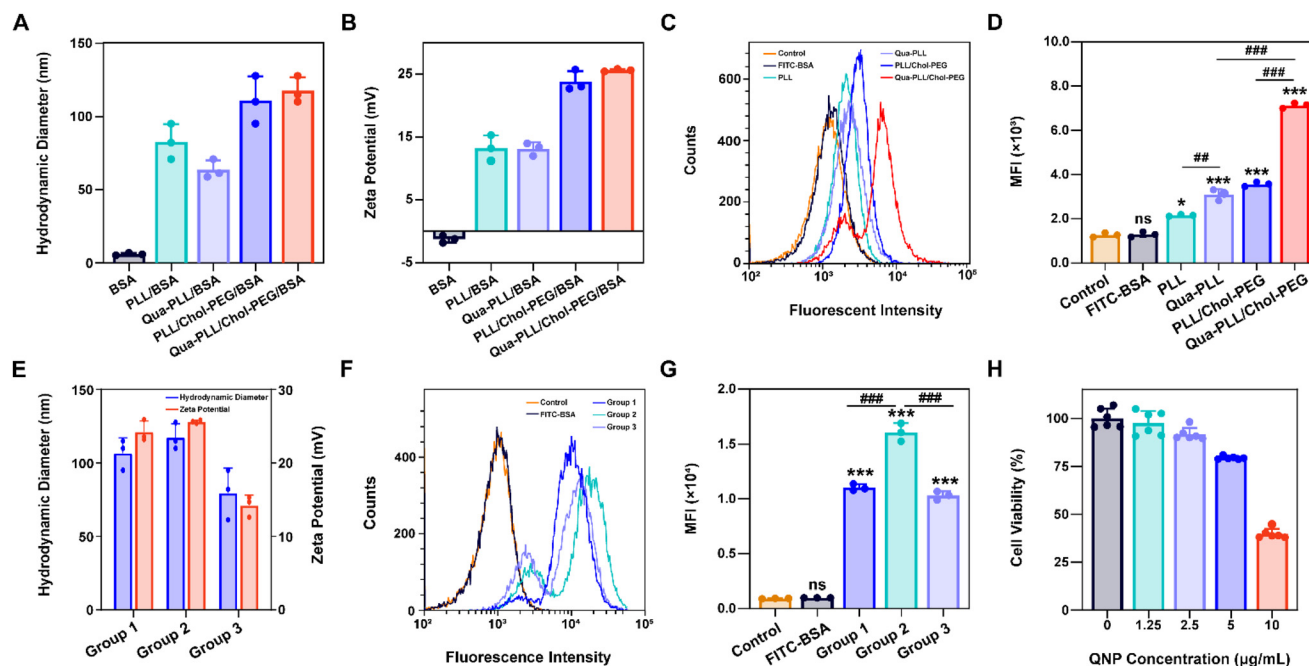 A
Hydrodynamic Diameter (nm)
150
100
50
0
BSA
PLL/BSA
Qua-PLL/BSA
PLL/Chol-PEG/BSA
Qua-PLL/Chol-PEG/BSA
B
Zeta Potential (mV)
25
15
5
-5
BSA
PLL/BSA
Qua-PLL/BSA
PLL/Chol-PEG/BSA
Qua-PLL/Chol-PEG/BSA
C
Control
FITC-BSA
PLL
Qua-PLL
PLL/Chol-PEG
Qua-PLL/Chol-PEG
Counts
600
400
200
0
10² 10³ 10⁴ 10⁵
Fluorescent Intensity
D
MFI (×10³)
10.0
8.0
6.0
4.0
2.0
0.0
###
###
##
ns
*
***
***
***
Control
FITC-BSA
PLL
Qua-PLL
PLL/Chol-PEG
Qua-PLL/Chol-PEG
E
Hydrodynamic Diameter (nm)
150
100
50
0
Hydrodynamic Diameter
Zeta Potential
30
20
10
0
Zeta Potential (mV)
Group 1
Group 2
Group 3
F
Control
FITC-BSA
Group 1
Group 2
Group 3
Counts
400
200
0
10² 10³ 10⁴ 10⁵
Fluorescence Intensity
G
MFI (×10⁴)
2.0
1.5
1.0
0.5
0.0
###
###
ns
***
***
***
Control
FITC-BSA
Group 1
Group 2
Group 3
H
Cell Viability (%)
100
75
50
25
0
0 1.25 2.5 5 10
QNP Concentration (μg/mL)